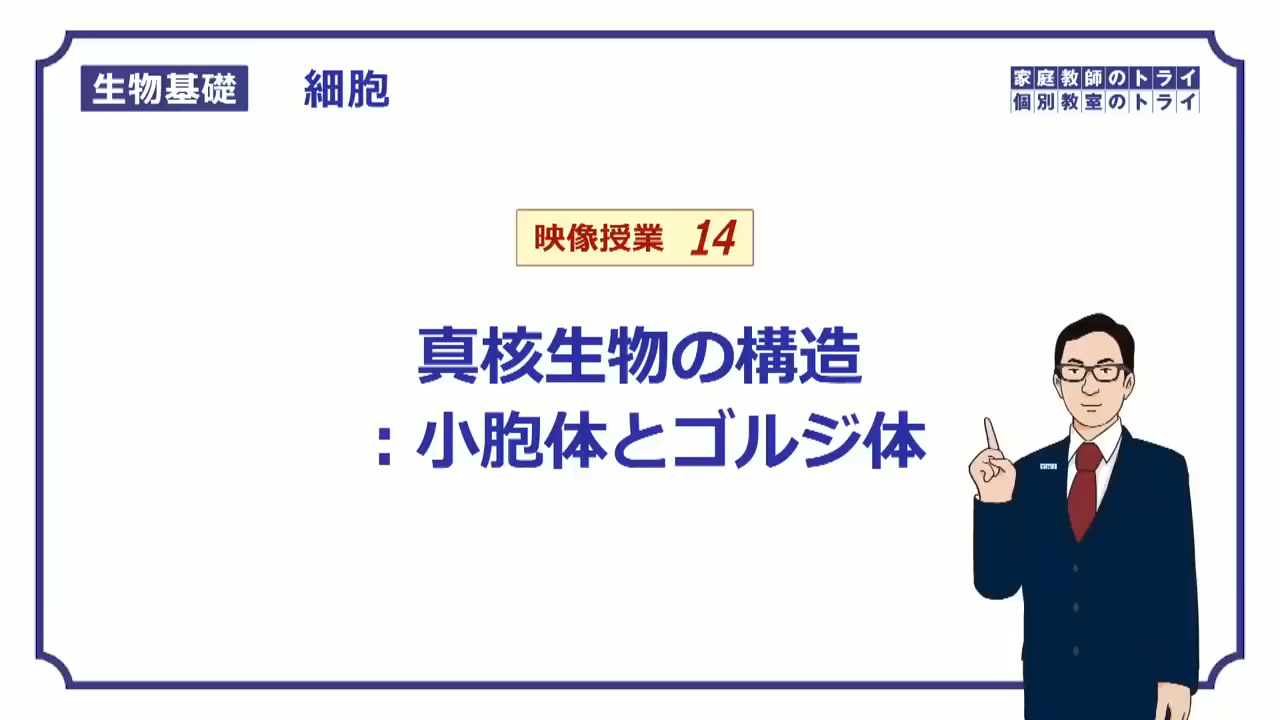 生物基礎 細胞
家庭教師のトライ
個別教室のトライ
映像授業 14
真核生物の構造
：小胞体とゴルジ体